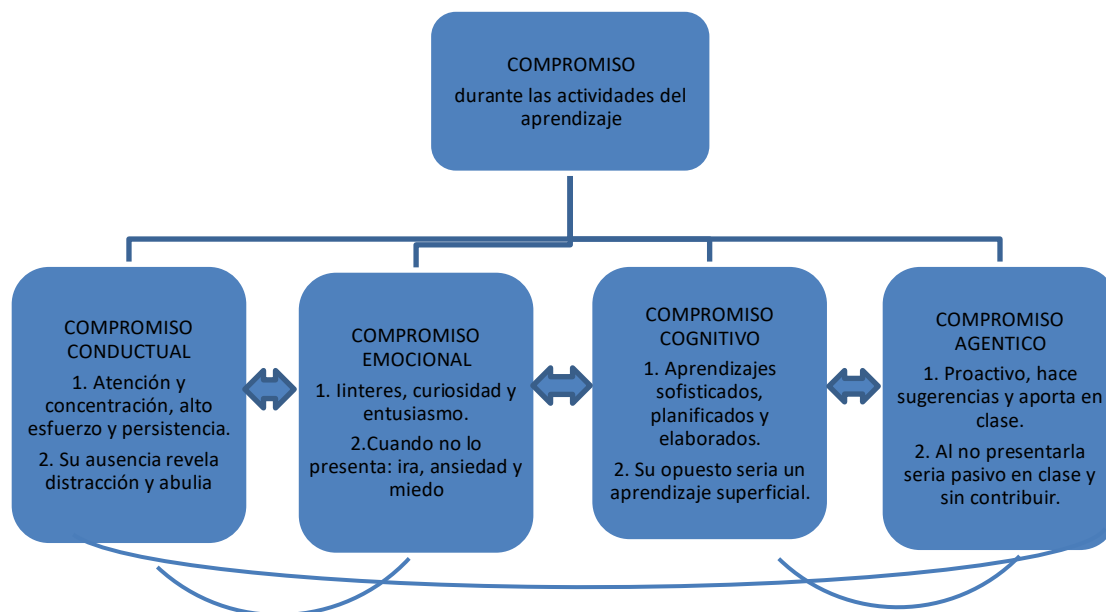 COMPROMISO
durante las actividades del
aprendizaje
COMPROMISO
CONDUCTUAL
1. Atención y
concentración, alto
esfuerzo y persistencia.
2. Su ausencia revela
distracción y abulia
COMPROMISO
EMOCIONAL
1. Iinteres, curiosidad y
entusiasmo.
2.Cuando no lo
presenta: ira, ansiedad y
miedo
COMPROMISO
COGNITIVO
1. Aprendizajes
sofisticados,
planificados y
elaborados.
2. Su opuesto seria un
aprendizaje superficial.
COMPROMISO
AGENTICO
1. Proactivo, hace
sugerencias y aporta en
clase.
2. Al no presentarla
seria pasivo en clase y
sin contribuir.